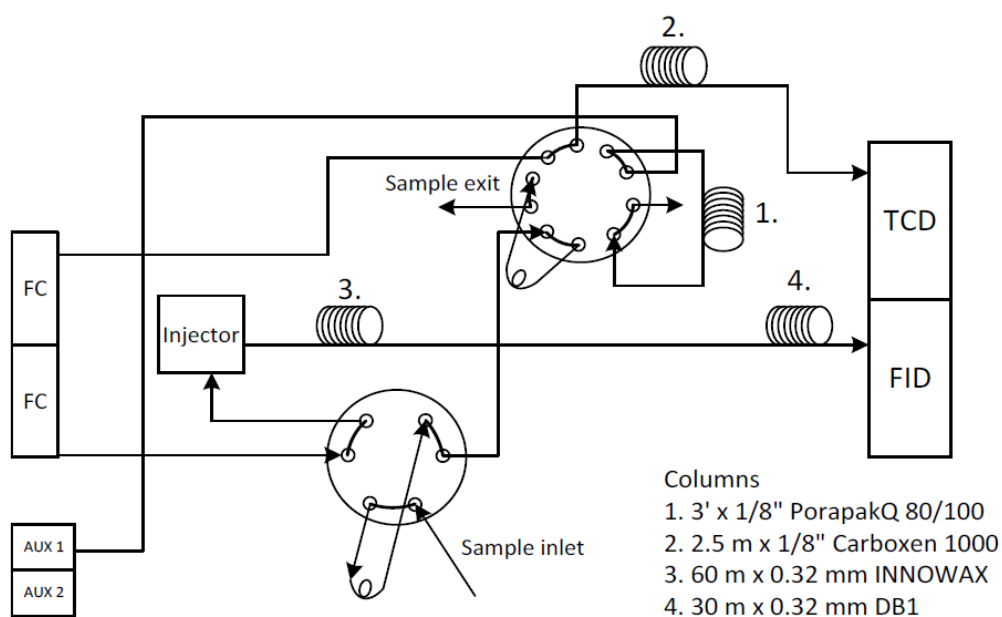 2.
Sample exit
1.
TCD
FC
3.
4.
Injector
FC
FID
Sample inlet
AUX 1
AUX 2
Columns
1. 3' x 1/8" PorapakQ 80/100
2. 2.5 m x 1/8" Carboxen 1000
3. 60 m x 0.32 mm INNOWAX
4. 30 m x 0.32 mm DB1